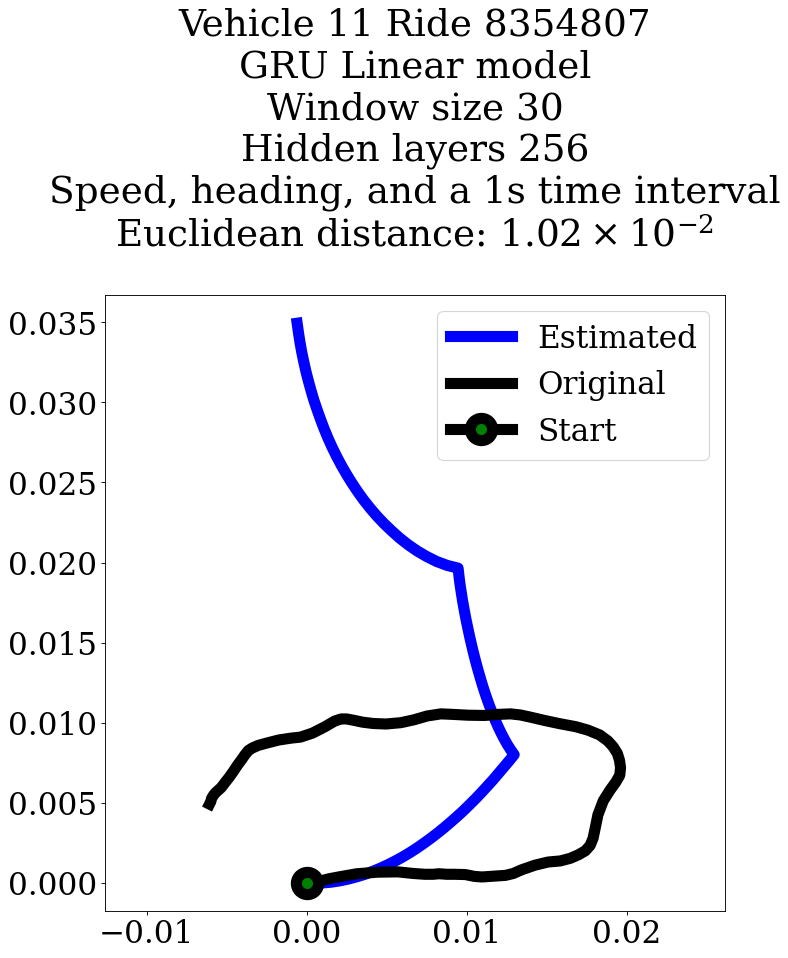 Vehicle 11 Ride 8354807
GRU Linear model
Window size 30
Hidden layers 256
Speed, heading, and a 1s time interval
Euclidean distance: 1.02 × 10⁻²
Estimated
Original
Start
0.035
0.030
0.025
0.020
0.015
0.010
0.005
0.000
−0.01 0.00 0.01 0.02